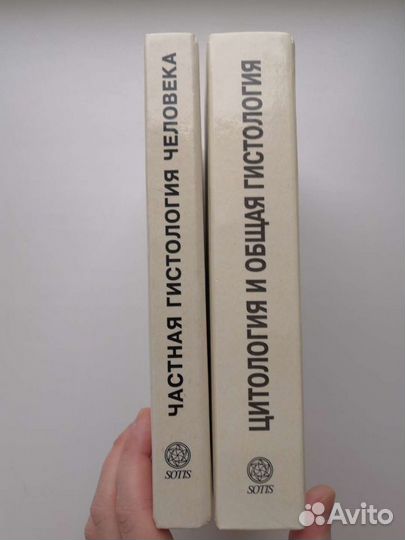 ЧАСТНАЯ ГИСТОЛОГИЯ ЧЕЛОВЕКА
SOTIS
ЦИТОЛОГИЯ И ОБЩАЯ ГИСТОЛОГИЯ
SOTIS
Avito